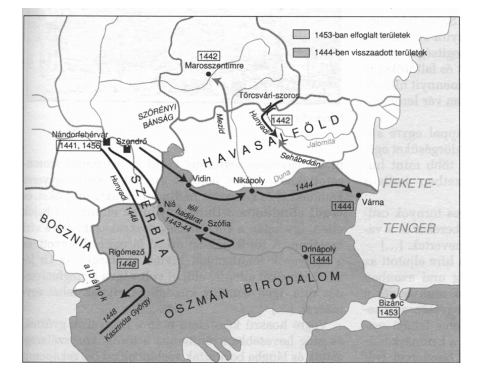 1453-ban elfoglalt területek
1444-ben visszaadott területek
1442
Marosszentimre
Törcsvári-szoros
SZÖRÉNYI
BÁNSÁG
Mezid
Hunyadi
1442
HAVASALFÖLD
Jalomita
Sehábeddin
Duna
Nándorfehérvár
1441, 1456
Szendrő
SZERBIA
Hunyadi
1448
Vidin
Nikápoly
1444
1444
Várna
FEKETE-
TENGER
Niš
téli
hadjárat
1443-44
Szófia
BOSZNIA
Rigómező
1448
albánok
Drinápoly
1444
OSZMÁN BIRODALOM
1448
Kasztrióta György
Bizánc
1453